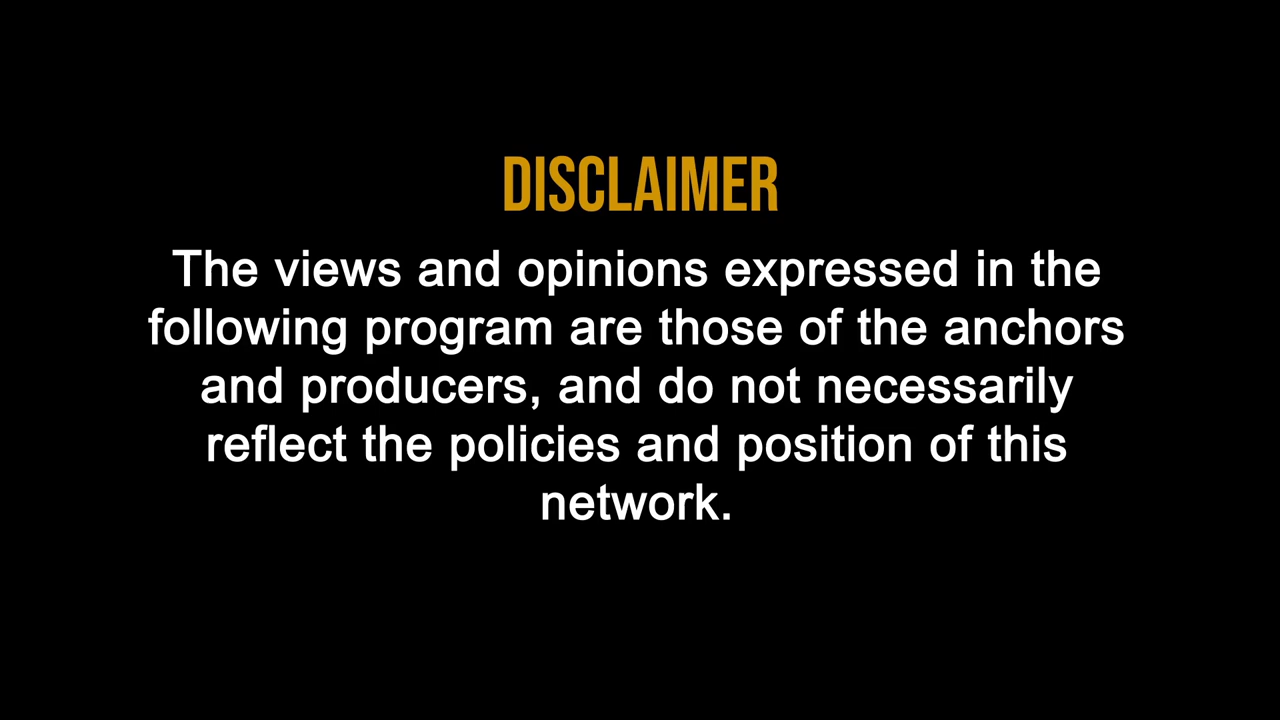 DISCLAIMER
The views and opinions expressed in the
following program are those of the anchors
and producers, and do not necessarily
reflect the policies and position of this
network.